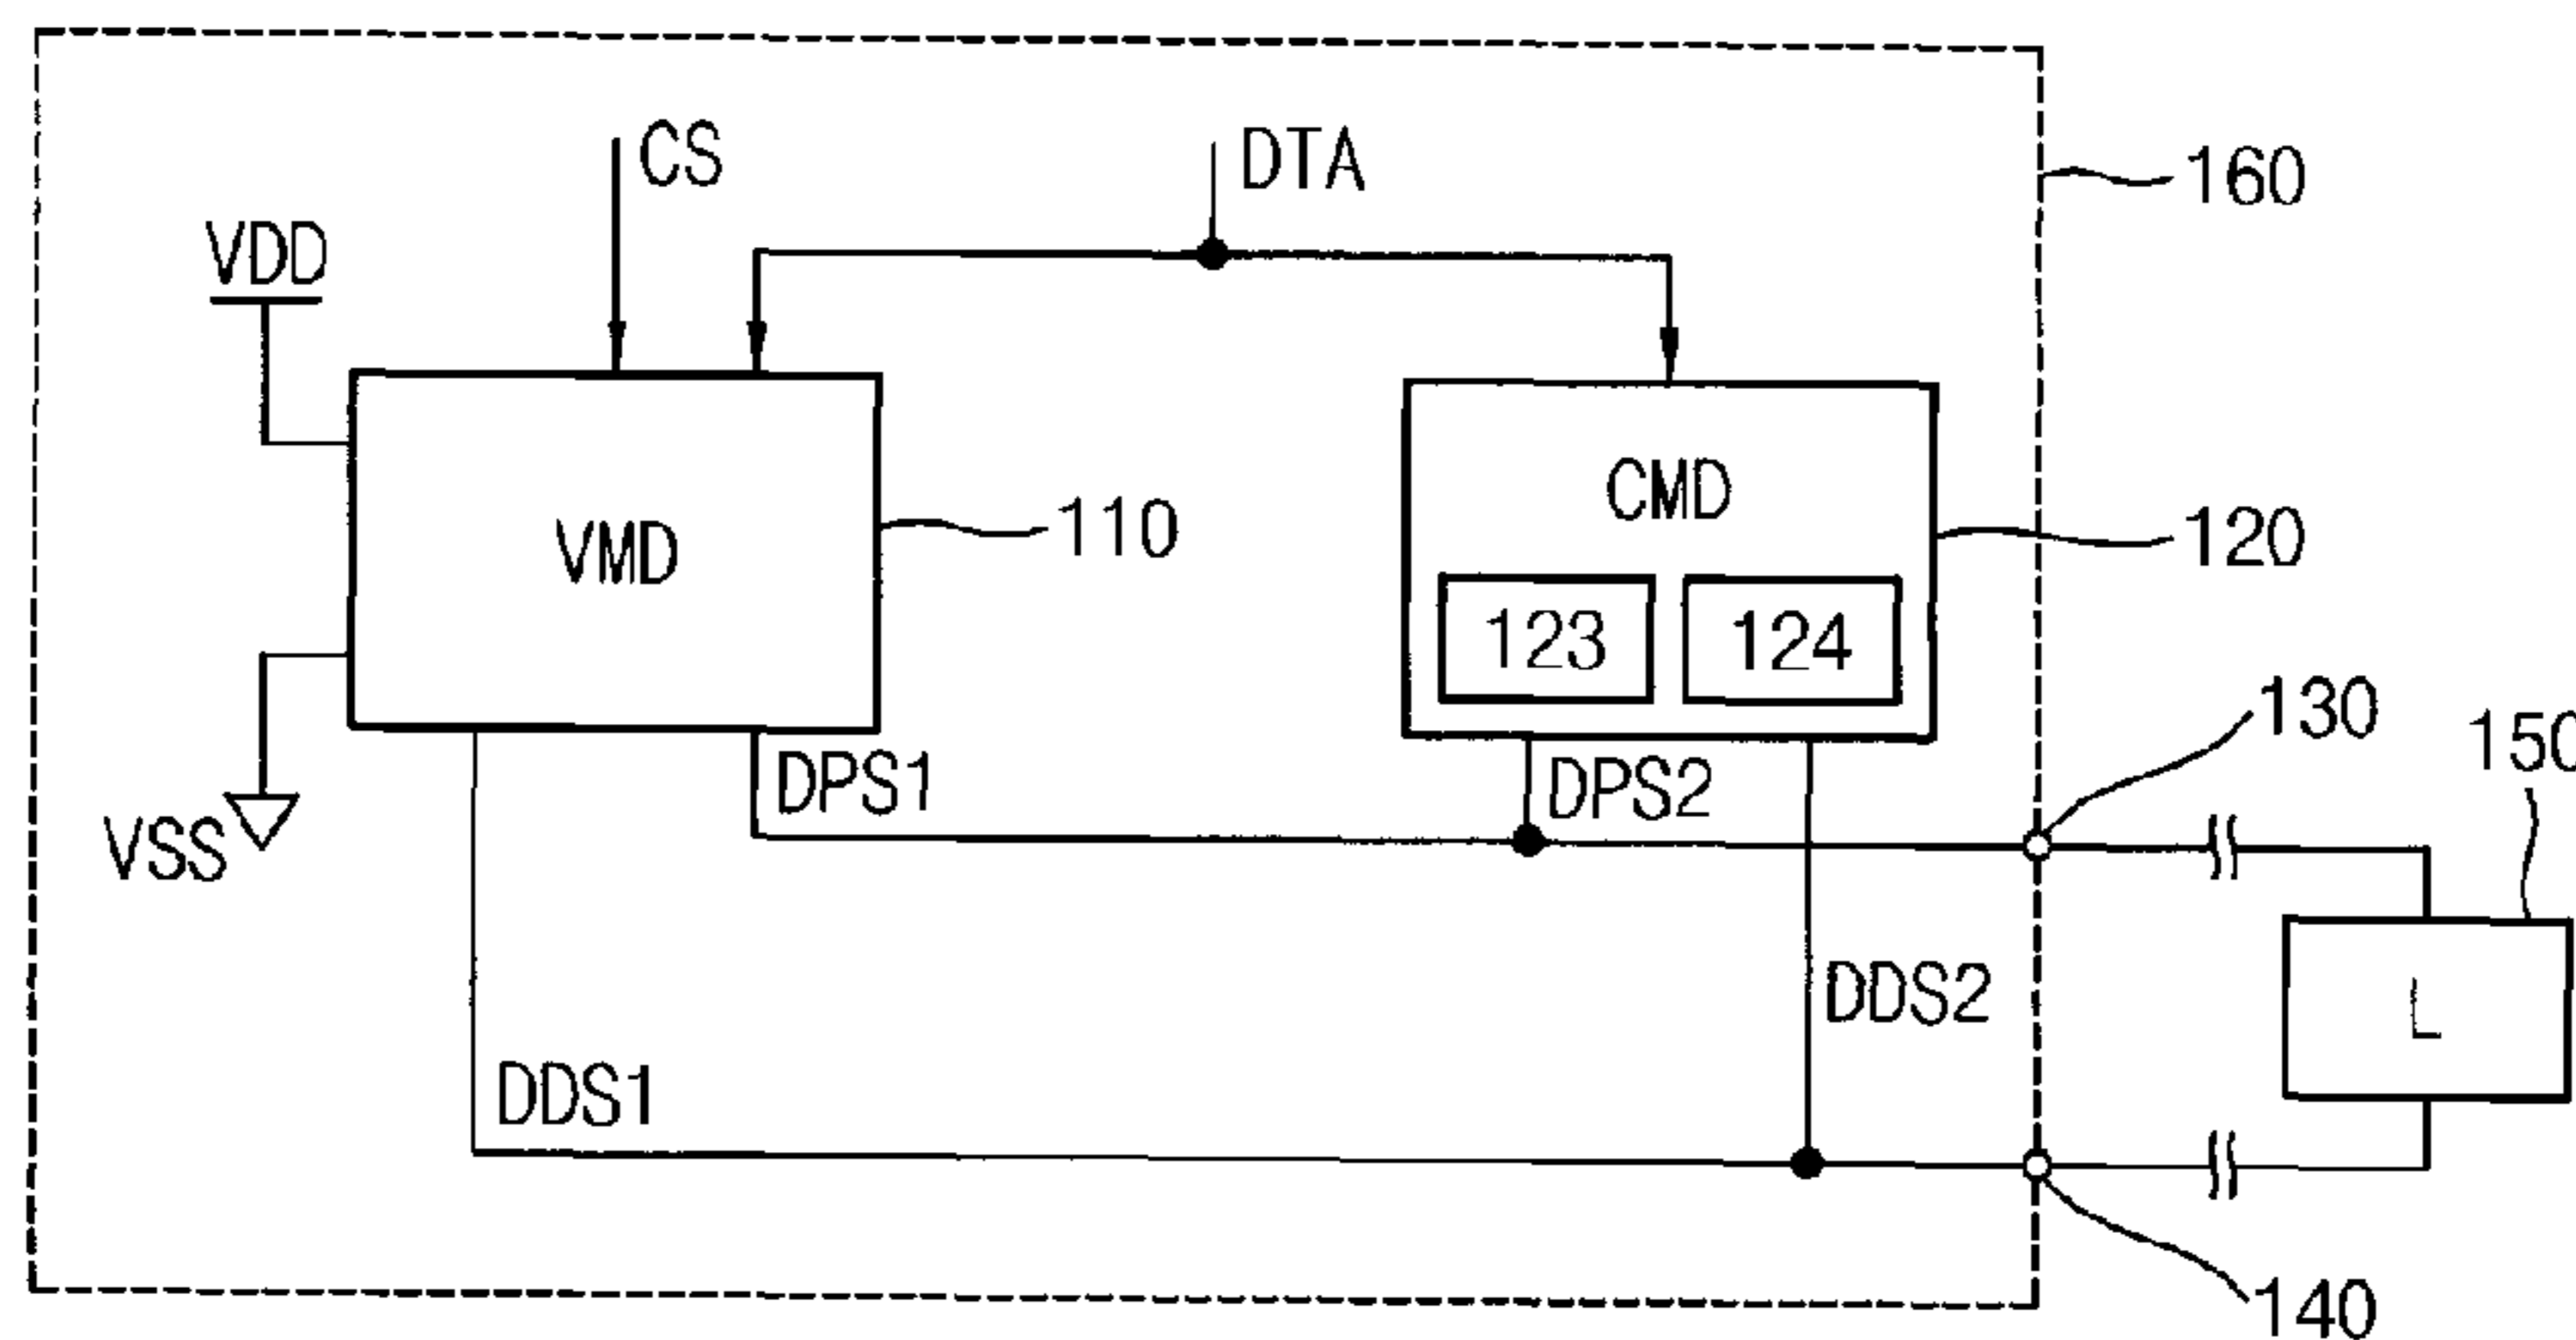 CS
DTA
160
VDD
VMD
110
CMD
120
123
124
130
150
DPS1
DPS2
VSS
DDS2
L
DDS1
140